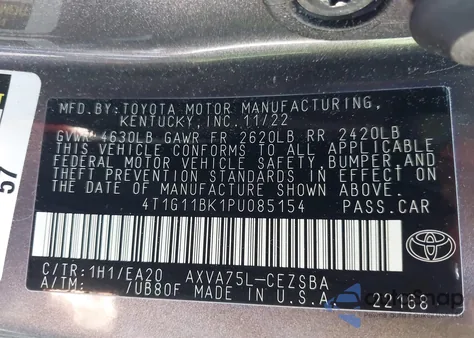 MFD.BY:TOYOTA MOTOR MANUFACTURING,
KENTUCKY, INC. 11/22
GVWR 4630LB GAWR FR 2620LB RR 2420LB
THIS VEHICLE CONFORMS TO ALL APPLICABLE
FEDERAL MOTOR VEHICLE SAFETY, BUMPER AND
THEFT PREVENTION STANDARDS IN EFFECT ON
THE DATE OF MANUFACTURE SHOWN ABOVE.
4T1G11BK1PU085154 PASS.CAR
C/TR:1H1/EA20 AXVA75L-CEZSBA
A/TM: /UB80F MADE IN U.S.A. 22168
57